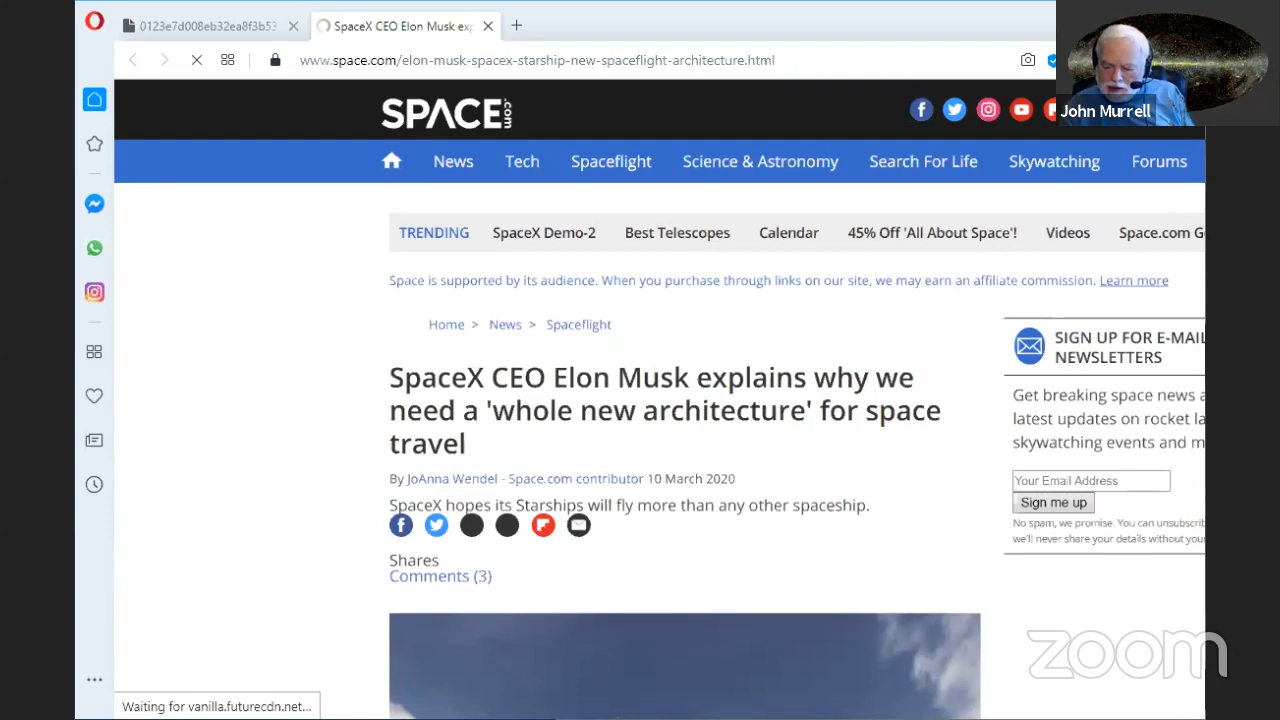 0123e7d008eb32ea8f3b53
SpaceX CEO Elon Musk exp
www.space.com/elon-musk-spacex-starship-new-spaceflight-architecture.html
John Murrell
SPACE.com
News Tech Spaceflight Science & Astronomy Search For Life Skywatching Forums
TRENDING SpaceX Demo-2 Best Telescopes Calendar 45% Off 'All About Space'! Videos Space.com G
Space is supported by its audience. When you purchase through links on our site, we may earn an affiliate commission. Learn more
Home > News > Spaceflight
SpaceX CEO Elon Musk explains why we
need a 'whole new architecture' for space
travel
By JoAnna Wendel - Space.com contributor 10 March 2020
SpaceX hopes its Starships will fly more than any other spaceship.
Shares
Comments (3)
SIGN UP FOR E-MAIL
NEWSLETTERS
Get breaking space news a
latest updates on rocket la
skywatching events and m
Your Email Address
Sign me up
No spam, we promise. You can unsubscrib
we'll never share your details without your
zoom
Waiting for vanilla.futurecdn.net...